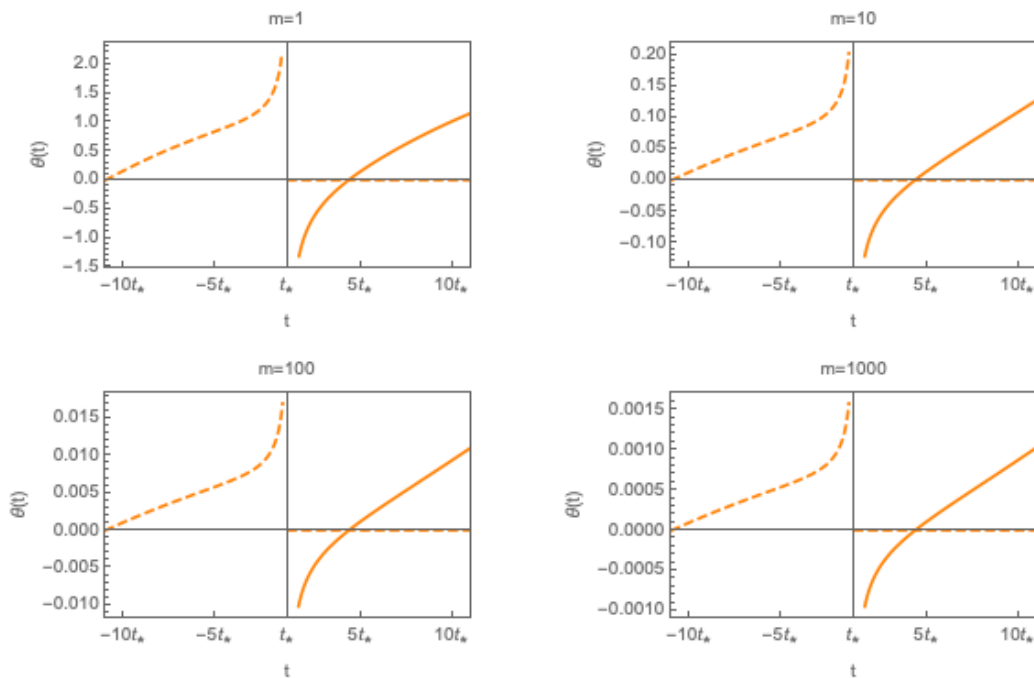 m=1
m=10
θ(t)
2.0
1.5
1.0
0.5
0.0
−0.5
−1.0
−1.5
−10t⋆ −5t⋆ t⋆ 5t⋆ 10t⋆
t
θ(t)
0.20
0.15
0.10
0.05
0.00
−0.05
−0.10
−10t⋆ −5t⋆ t⋆ 5t⋆ 10t⋆
t
m=100
m=1000
θ(t)
0.015
0.010
0.005
0.000
−0.005
−0.010
−10t⋆ −5t⋆ t⋆ 5t⋆ 10t⋆
t
θ(t)
0.0015
0.0010
0.0005
0.0000
−0.0005
−0.0010
−10t⋆ −5t⋆ t⋆ 5t⋆ 10t⋆
t